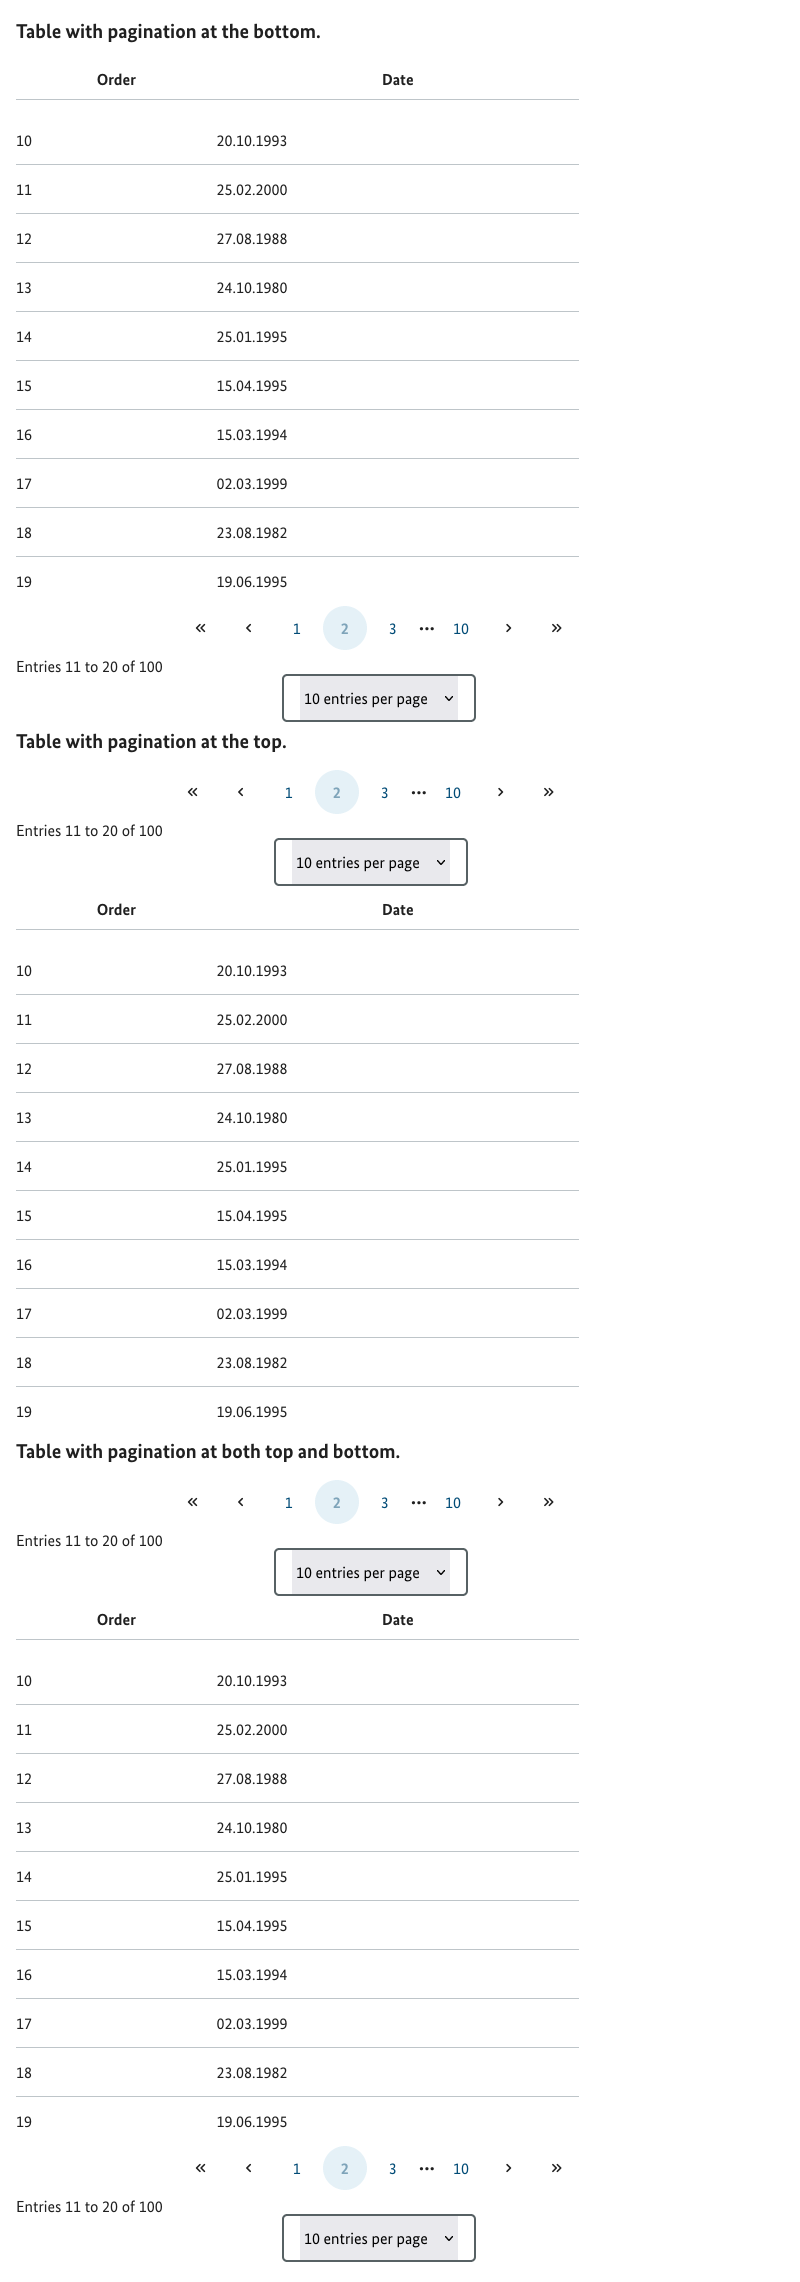 Table with pagination at the bottom.
Order Date
10 20.10.1993
11 25.02.2000
12 27.08.1988
13 24.10.1980
14 25.01.1995
15 15.04.1995
16 15.03.1994
17 02.03.1999
18 23.08.1982
19 19.06.1995
« ‹ 1 2 3 ••• 10 › »
Entries 11 to 20 of 100
10 entries per page
Table with pagination at the top.
« ‹ 1 2 3 ••• 10 › »
Entries 11 to 20 of 100
10 entries per page
Order Date
10 20.10.1993
11 25.02.2000
12 27.08.1988
13 24.10.1980
14 25.01.1995
15 15.04.1995
16 15.03.1994
17 02.03.1999
18 23.08.1982
19 19.06.1995
Table with pagination at both top and bottom.
« ‹ 1 2 3 ••• 10 › »
Entries 11 to 20 of 100
10 entries per page
Order Date
10 20.10.1993
11 25.02.2000
12 27.08.1988
13 24.10.1980
14 25.01.1995
15 15.04.1995
16 15.03.1994
17 02.03.1999
18 23.08.1982
19 19.06.1995
« ‹ 1 2 3 ••• 10 › »
Entries 11 to 20 of 100
10 entries per page